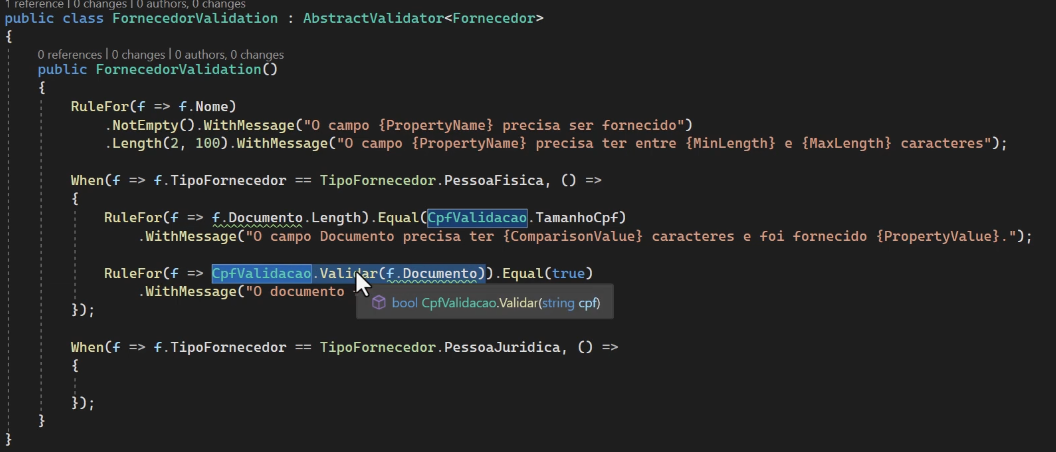 1 reference | 0 changes | 0 authors, 0 changes
public class FornecedorValidation : AbstractValidator<Fornecedor>
{
0 references | 0 changes | 0 authors, 0 changes
public FornecedorValidation()
{
RuleFor(f => f.Nome)
.NotEmpty().WithMessage("O campo {PropertyName} precisa ser fornecido")
.Length(2, 100).WithMessage("O campo {PropertyName} precisa ter entre {MinLength} e {MaxLength} caracteres");
When(f => f.TipoFornecedor == TipoFornecedor.PessoaFisica, () =>
{
RuleFor(f => f.Documento.Length).Equal(CpfValidacao.TamanhoCpf)
.WithMessage("O campo Documento precisa ter {ComparisonValue} caracteres e foi fornecido {PropertyValue}.");
RuleFor(f => CpfValidacao.Validar(f.Documento)).Equal(true)
.WithMessage("O documento
bool CpfValidacao.Validar(string cpf)
});
When(f => f.TipoFornecedor == TipoFornecedor.PessoaJuridica, () =>
{
});
}
}